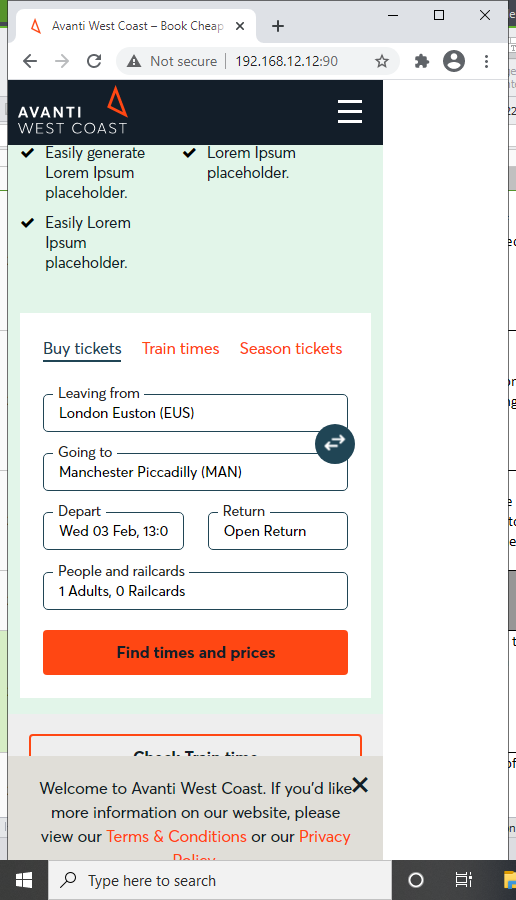 Avanti West Coast – Book Cheap
Not secure | 192.168.12.12:90
AVANTI
WEST COAST
Easily generate
Lorem Ipsum
placeholder.
Lorem Ipsum
placeholder.
Easily Lorem
Ipsum
placeholder.
Buy tickets Train times Season tickets
Leaving from
London Euston (EUS)
Going to
Manchester Piccadilly (MAN)
Depart Return
Wed 03 Feb, 13:0 Open Return
People and railcards
1 Adults, 0 Railcards
Find times and prices
Check Train time
Welcome to Avanti West Coast. If you'd like
more information on our website, please
view our Terms & Conditions or our Privacy
Policy
Type here to search